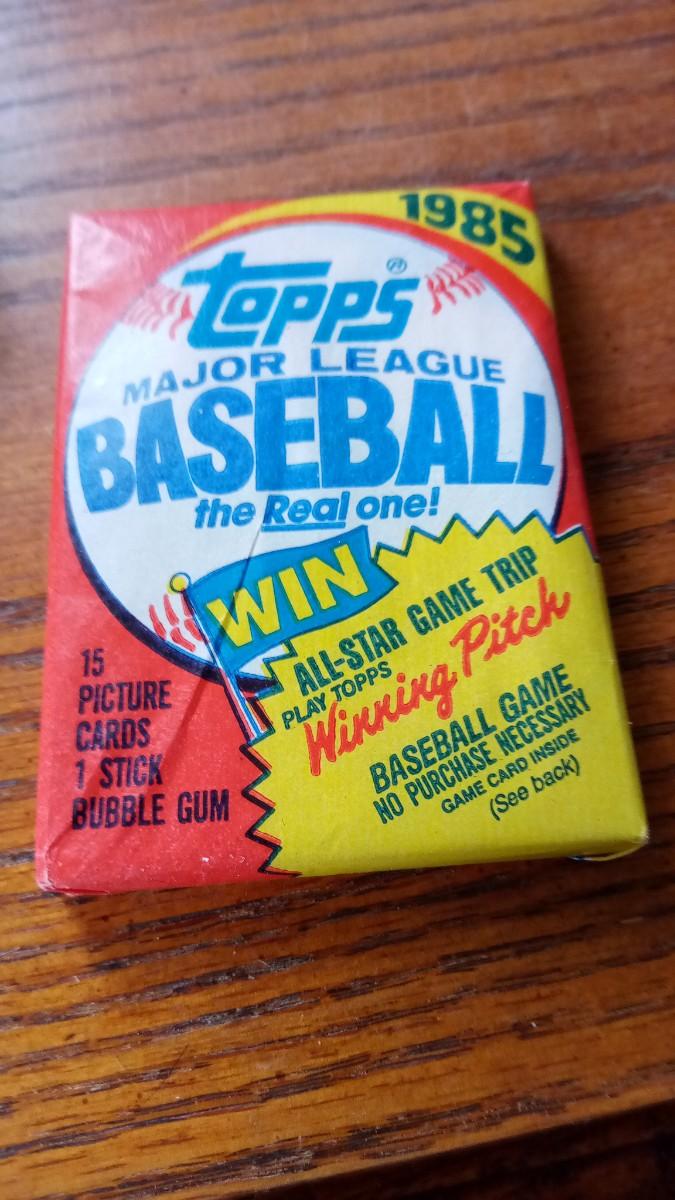 1985
topps®
MAJOR LEAGUE
BASEBALL
the Real one!
WIN
ALL-STAR GAME TRIP
PLAY TOPPS
Winning Pitch
BASEBALL GAME
NO PURCHASE NECESSARY
GAME CARD INSIDE
(See back)
15
PICTURE
CARDS
1 STICK
BUBBLE GUM